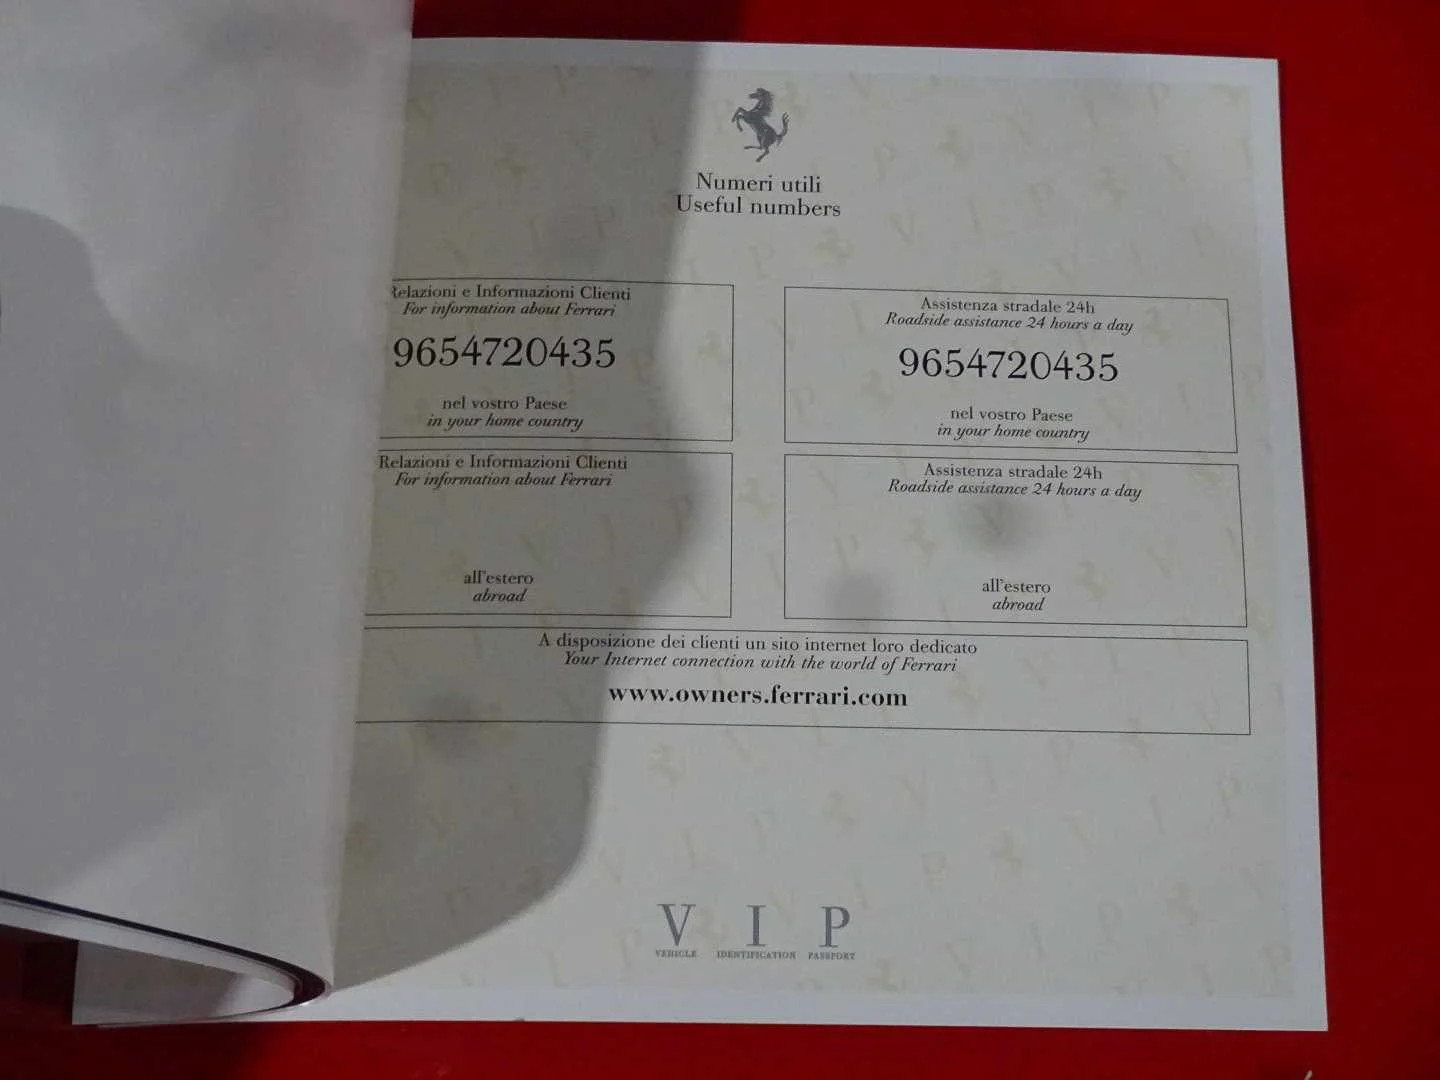 Numeri utili
Useful numbers
Relazioni e Informazioni Clienti
For information about Ferrari
9654720435
nel vostro Paese
in your home country
Assistenza stradale 24h
Roadside assistance 24 hours a day
9654720435
nel vostro Paese
in your home country
Relazioni e Informazioni Clienti
For information about Ferrari
all'estero
abroad
Assistenza stradale 24h
Roadside assistance 24 hours a day
all'estero
abroad
A disposizione dei clienti un sito internet loro dedicato
Your Internet connection with the world of Ferrari
www.owners.ferrari.com
V I P
VEHICLE IDENTIFICATION PASSPORT